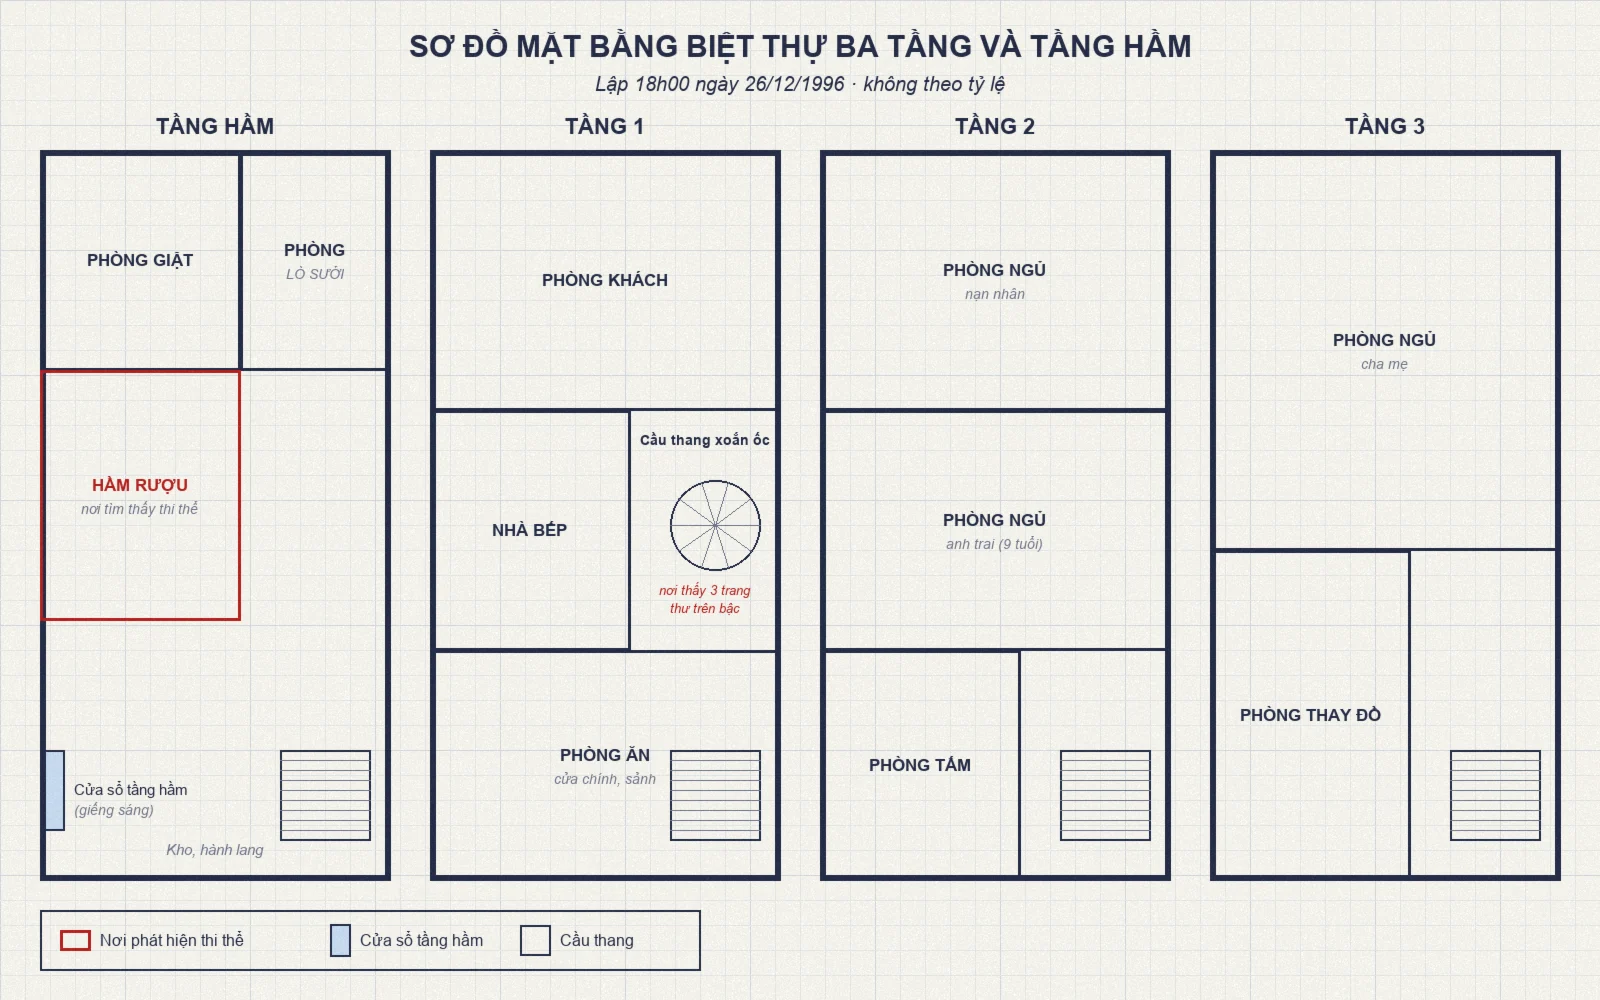 SƠ ĐỒ MẶT BẰNG BIỆT THỰ BA TẦNG VÀ TẦNG HẦM
Lập 18h00 ngày 26/12/1996 · không theo tỷ lệ
TẦNG HẦM
PHÒNG GIẶT
PHÒNG
LÒ SƯỞI
HẦM RƯỢU
nơi tìm thấy thi thể
Cửa sổ tầng hầm
(giếng sáng)
Kho, hành lang
TẦNG 1
PHÒNG KHÁCH
Cầu thang xoắn ốc
NHÀ BẾP
nơi thấy 3 trang
thư trên bậc
PHÒNG ĂN
cửa chính, sảnh
TẦNG 2
PHÒNG NGỦ
nạn nhân
PHÒNG NGỦ
anh trai (9 tuổi)
PHÒNG TẮM
TẦNG 3
PHÒNG NGỦ
cha mẹ
PHÒNG THAY ĐỒ
Nơi phát hiện thi thể
Cửa sổ tầng hầm
Cầu thang